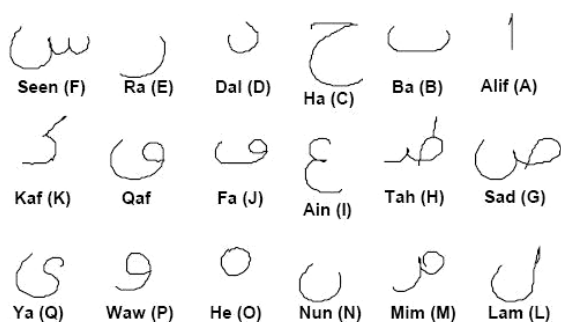 ا ٮ ح د ر س
Seen (F) Ra (E) Dal (D) Ha (C) Ba (B) Alif (A)
ص ط ع ڡ ٯ ک
Kaf (K) Qaf Fa (J) Ain (I) Tah (H) Sad (G)
ل م ں ه و ى
Ya (Q) Waw (P) He (O) Nun (N) Mim (M) Lam (L)